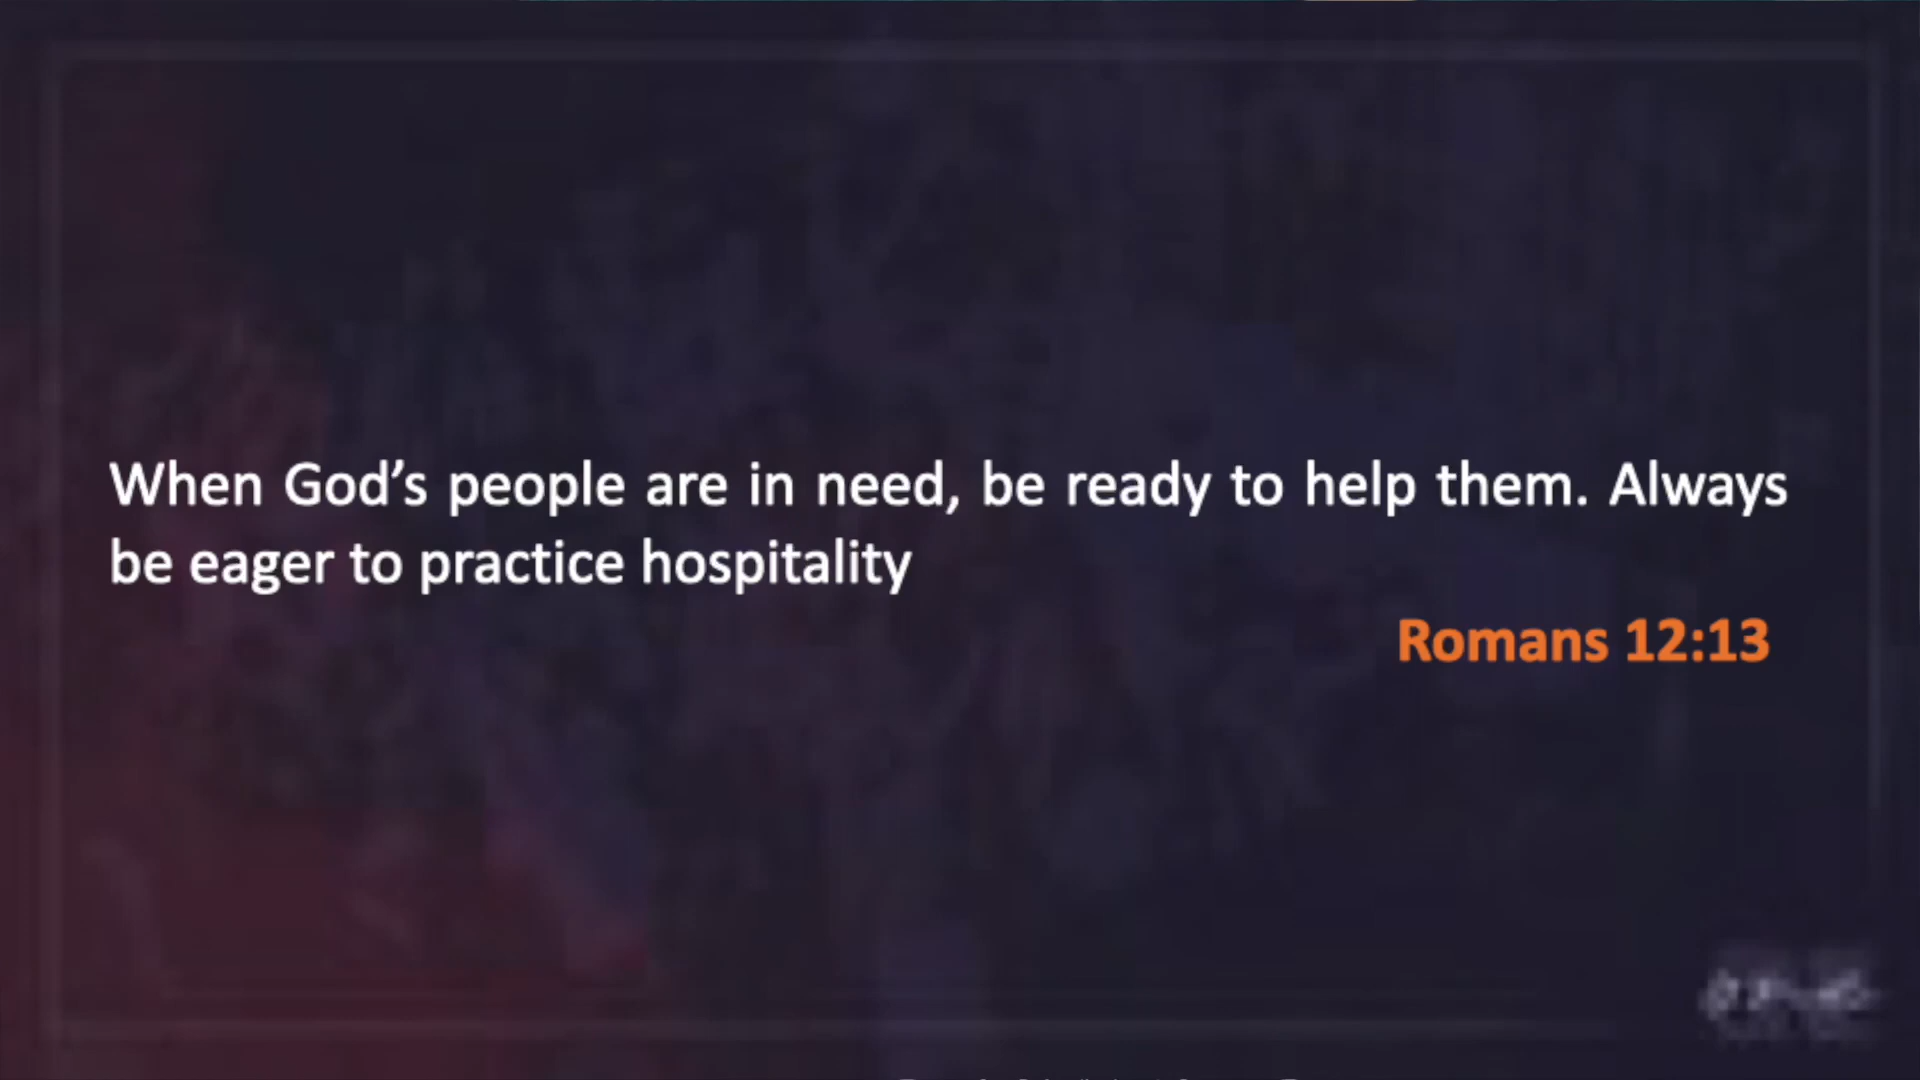 When God’s people are in need, be ready to help them. Always
be eager to practice hospitality
Romans 12:13